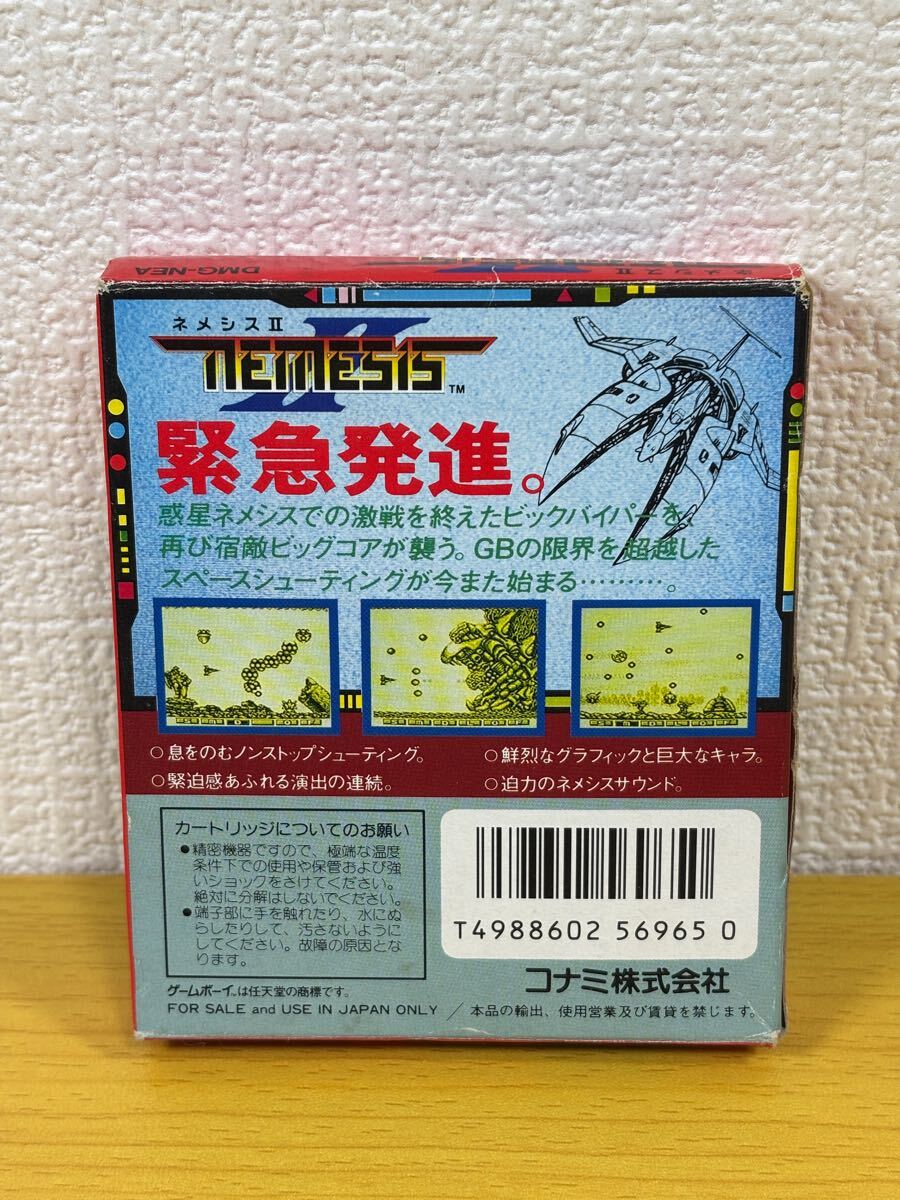 DMG-NEA
ネメシスⅡ
ネメシスⅡ
NEMESIS II™
緊急発進。
惑星ネメシスでの激戦を終えたビックバイパーを、
再び宿敵ビッグコアが襲う。GBの限界を超越した
スペースシューティングが今また始まる………。
○息をのむノンストップシューティング。
○鮮烈なグラフィックと巨大なキャラ。
○緊迫感あふれる演出の連続。
○迫力のネメシスサウンド。
カートリッジについてのお願い
●精密機器ですので、極端な温度
条件下での使用や保管および強
いショックをさけてください。
絶対に分解はしないでください。
●端子部に手を触れたり、水にぬ
らしたりして、汚さないように
してください。故障の原因とな
ります。
T4988602 56965 0
コナミ株式会社
ゲームボーイ™は任天堂の商標です。
FOR SALE and USE IN JAPAN ONLY／本品の輸出、使用営業及び賃貸を禁じます。